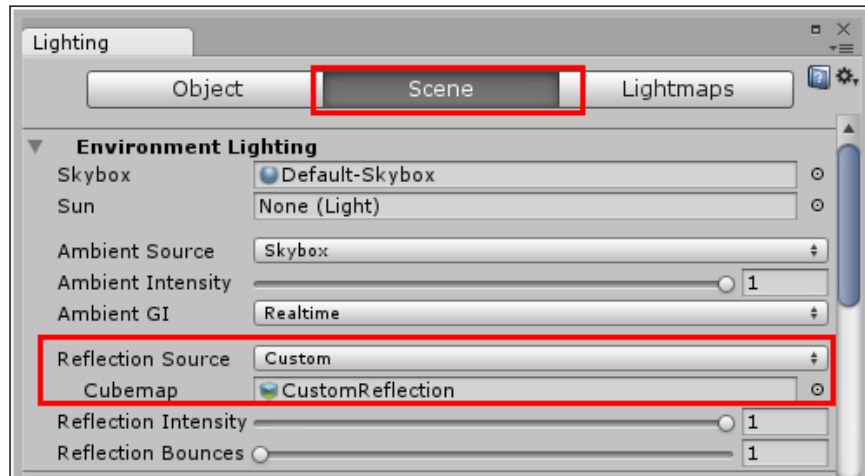 Lighting
Object Scene Lightmaps
Environment Lighting
Skybox Default-Skybox
Sun None (Light)
Ambient Source Skybox
Ambient Intensity 1
Ambient GI Realtime
Reflection Source Custom
Cubemap CustomReflection
Reflection Intensity 1
Reflection Bounces 1